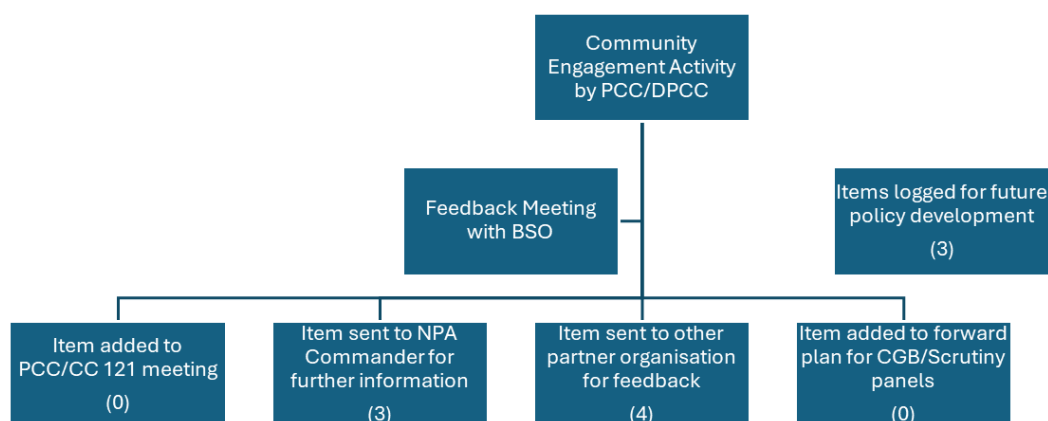 Community
Engagement Activity
by PCC/DPCC
Feedback Meeting
with BSO
Items logged for future
policy development
(3)
Item added to
PCC/CC 121 meeting
(0)
Item sent to NPA
Commander for
further information
(3)
Item sent to other
partner organisation
for feedback
(4)
Item added to forward
plan for CGB/Scrutiny
panels
(0)